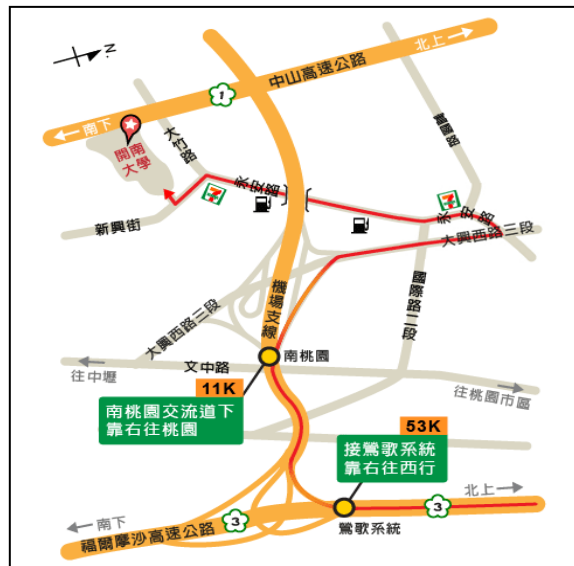 N.
北上
中山高速公路
1
南下
開南
大學
大竹路
永安路
7
7
富國路
永安路
大興西路三段
新興街
國際路二段
機場支線
大興西路三段
南桃園
文中路
往中壢
往桃園市區
11K
南桃園交流道下
靠右往桃園
53K
接鶯歌系統
靠右往西行
北上
3
南下
3
福爾摩沙高速公路
鶯歌系統